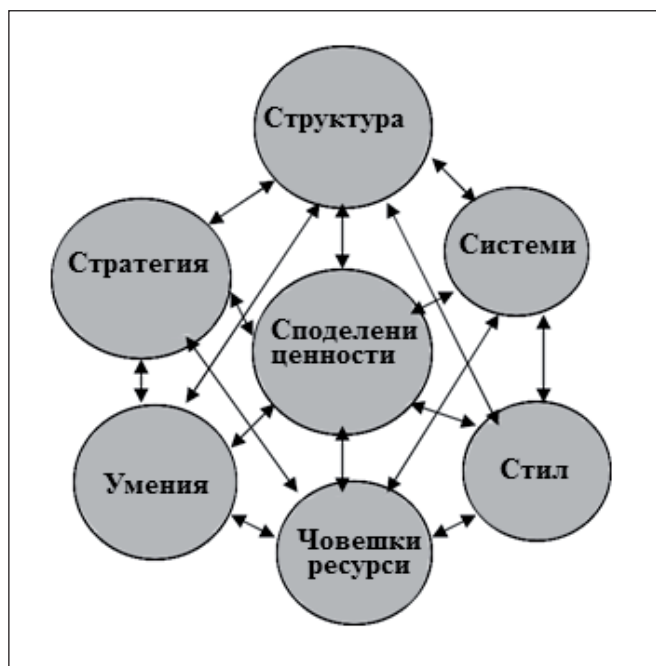 Структура
Системи
Стратегия
Споделени
ценности
Умения
Стил
Човешки
ресурси